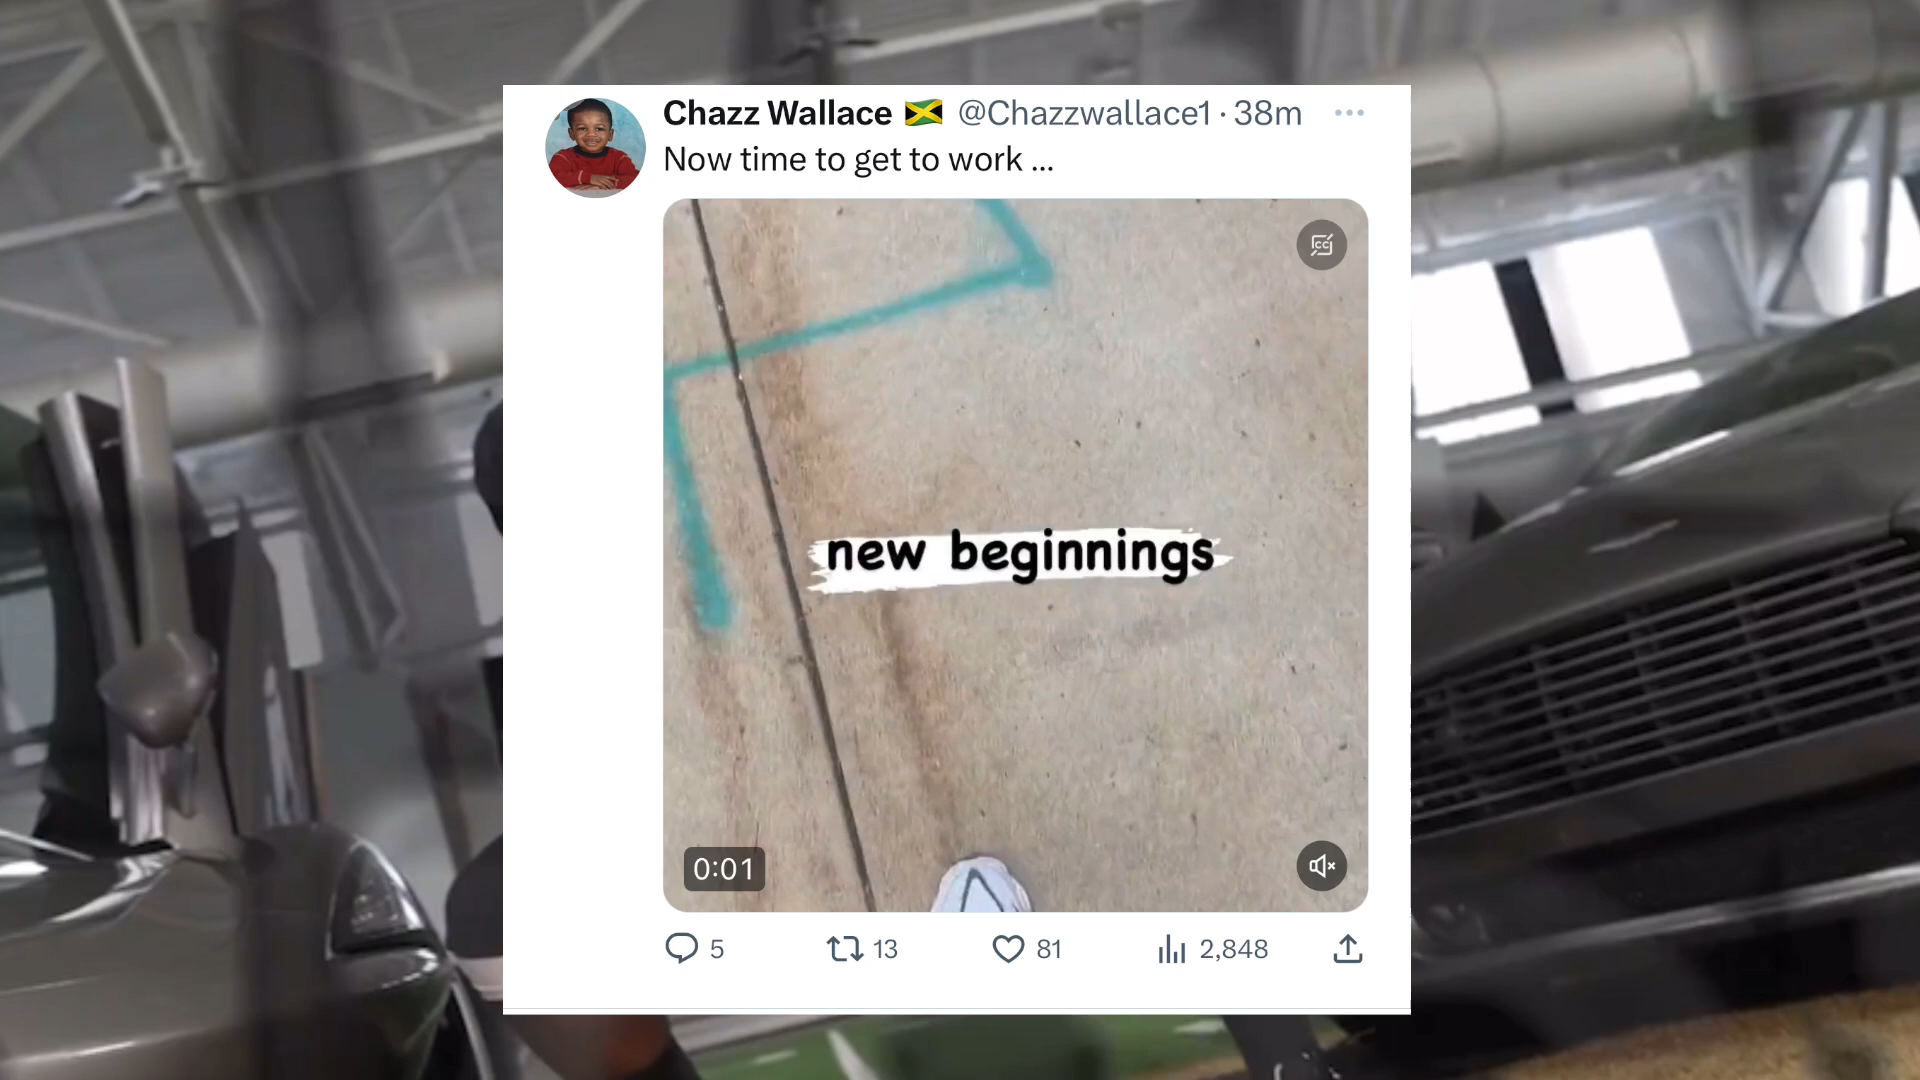 Chazz Wallace 🇯🇲 @Chazzwallace1 · 38m
Now time to get to work ...
new beginnings
0:01
5 13 81 2,848